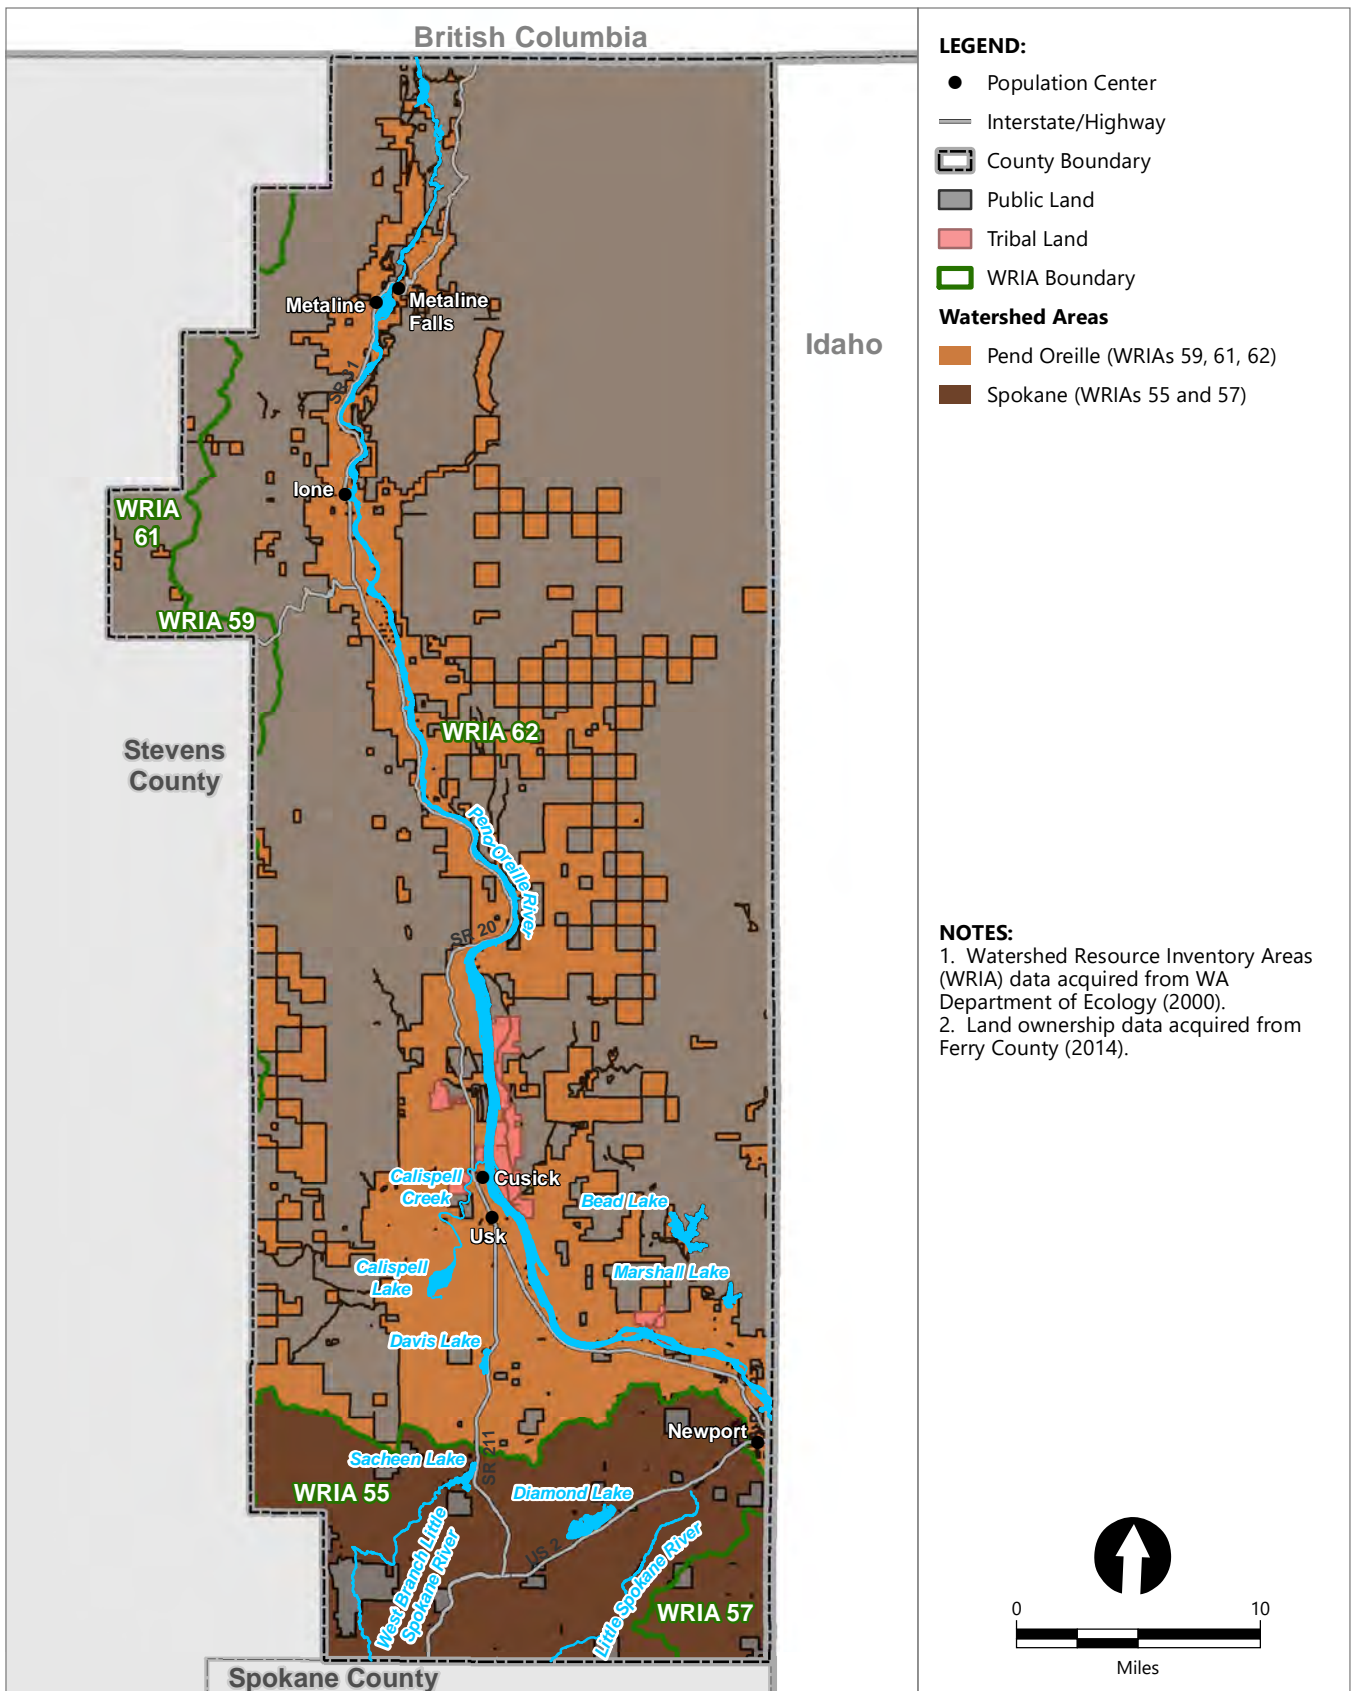 British Columbia
Idaho
Metaline
Metaline
Falls
SR 31
Ione
WRIA
61
WRIA 59
WRIA 62
Stevens
County
Pend Oreille River
SR 20
Calispell
Creek
Cusick
Usk
Bead Lake
Calispell
Lake
Marshall Lake
Davis Lake
Newport
Sacheen Lake
SR 211
WRIA 55
Diamond Lake
West Branch Little
Spokane River
US 2
Little Spokane River
WRIA 57
Spokane County
LEGEND:
Population Center
Interstate/Highway
County Boundary
Public Land
Tribal Land
WRIA Boundary
Watershed Areas
Pend Oreille (WRIAs 59, 61, 62)
Spokane (WRIAs 55 and 57)
NOTES:
1. Watershed Resource Inventory Areas
(WRIA) data acquired from WA
Department of Ecology (2000).
2. Land ownership data acquired from
Ferry County (2014).
0 10
Miles